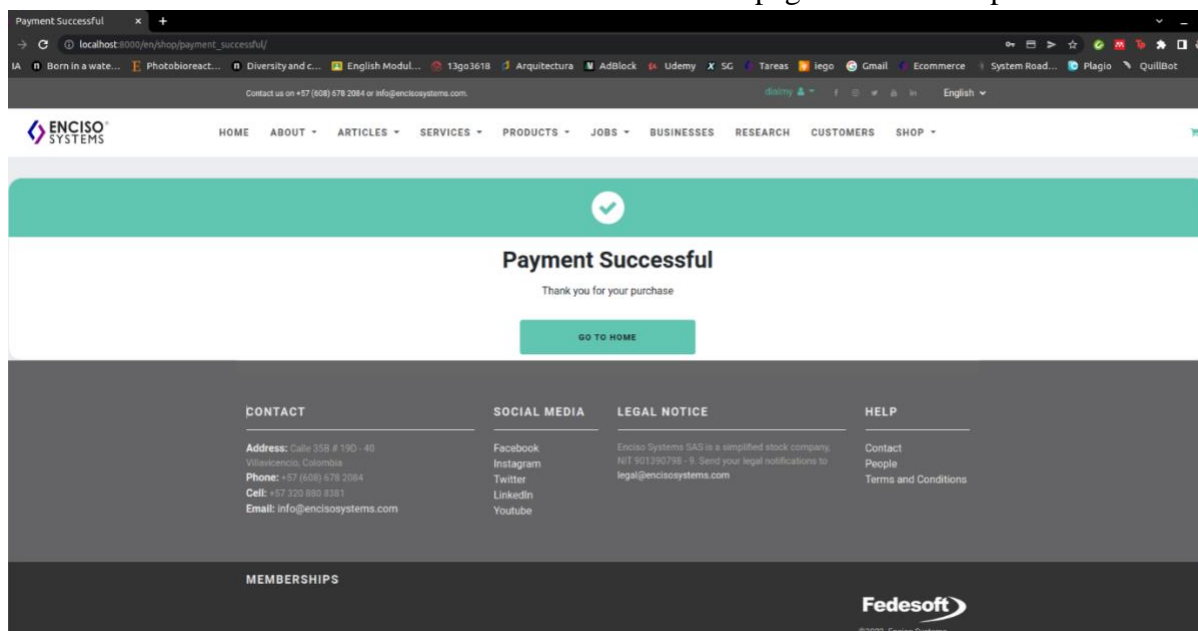 Payment Successful
localhost:8000/en/shop/payment_successful/
IA Born in a wate... Photobioreact... Diversity and c... English Modul... 13go3618 Arquitectura AdBlock Udemy SG Tareas iego Gmail Ecommerce System Road... Plagio QuillBot
Contact us on +57 (608) 678 2084 or info@encisosystems.com. dialmy English
ENCISO
SYSTEMS
HOME ABOUT ARTICLES SERVICES PRODUCTS JOBS BUSINESSES RESEARCH CUSTOMERS SHOP
Payment Successful
Thank you for your purchase
GO TO HOME
CONTACT
Address: Calle 35B # 19D - 40
Villavicencio, Colombia
Phone: +57 (608) 678 2084
Cell: +57 320 880 8381
Email: info@encisosystems.com
SOCIAL MEDIA
Facebook
Instagram
Twitter
LinkedIn
Youtube
LEGAL NOTICE
Enciso Systems SAS is a simplified stock company.
NIT 901390798 - 9. Send your legal notifications to
legal@encisosystems.com
HELP
Contact
People
Terms and Conditions
MEMBERSHIPS
Fedesoft
Enciso Systems